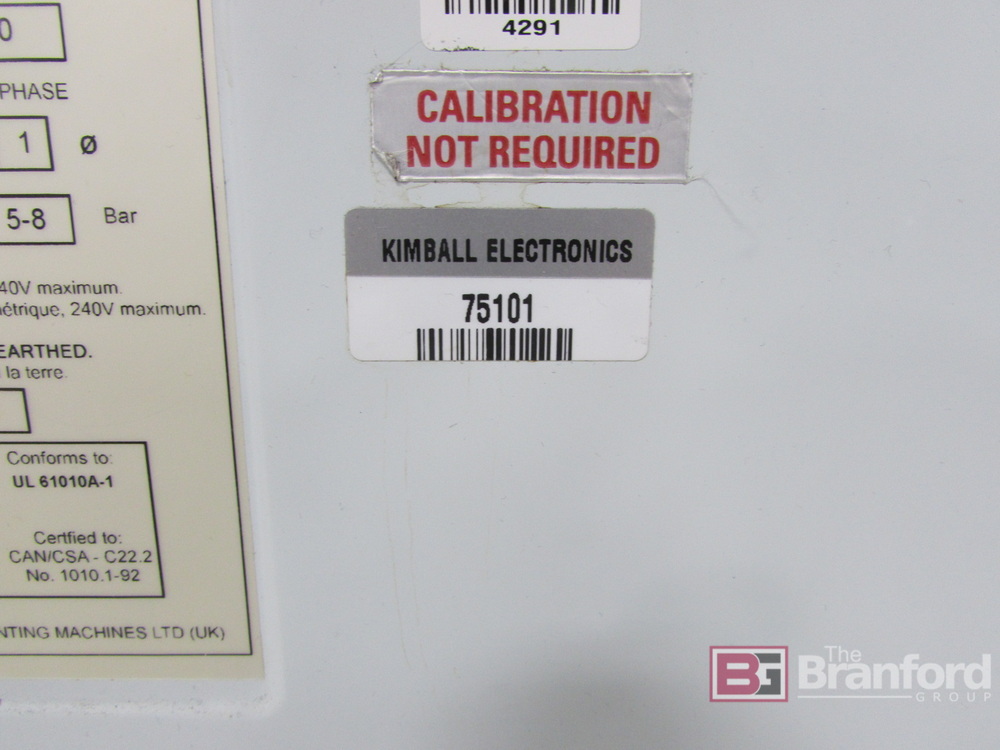 0
PHASE
1 Ø
5-8 Bar
40V maximum.
étrique, 240V maximum.
EARTHED.
la terre.
Conforms to:
UL 61010A-1
Certfied to:
CAN/CSA - C22.2
No. 1010.1-92
NTING MACHINES LTD (UK)
4291
CALIBRATION
NOT REQUIRED
KIMBALL ELECTRONICS
75101
BG The
Branford
GROUP